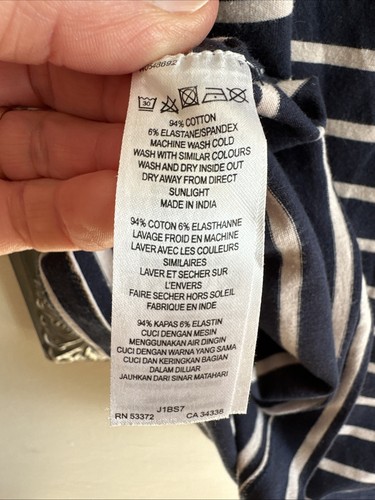 30
94% COTTON
6% ELASTANE/SPANDEX
MACHINE WASH COLD
WASH WITH SIMILAR COLOURS
WASH AND DRY INSIDE OUT
DRY AWAY FROM DIRECT
SUNLIGHT
MADE IN INDIA
94% COTON 6% ELASTHANNE
LAVAGE FROID EN MACHINE
LAVER AVEC LES COULEURS
SIMILAIRES
LAVER ET SECHER SUR
L'ENVERS
FAIRE SECHER HORS SOLEIL
FABRIQUE EN INDE
94% KAPAS 6% ELASTIN
CUCI DENGAN MESIN
MENGGUNAKAN AIR DINGIN
CUCI DENGAN WARNA YANG SAMA
CUCI DAN KERINGKAN BAGIAN
DALAM DILUAR
JAUHKAN DARI SINAR MATAHARI
J1BS7
RN 53372 CA 34338